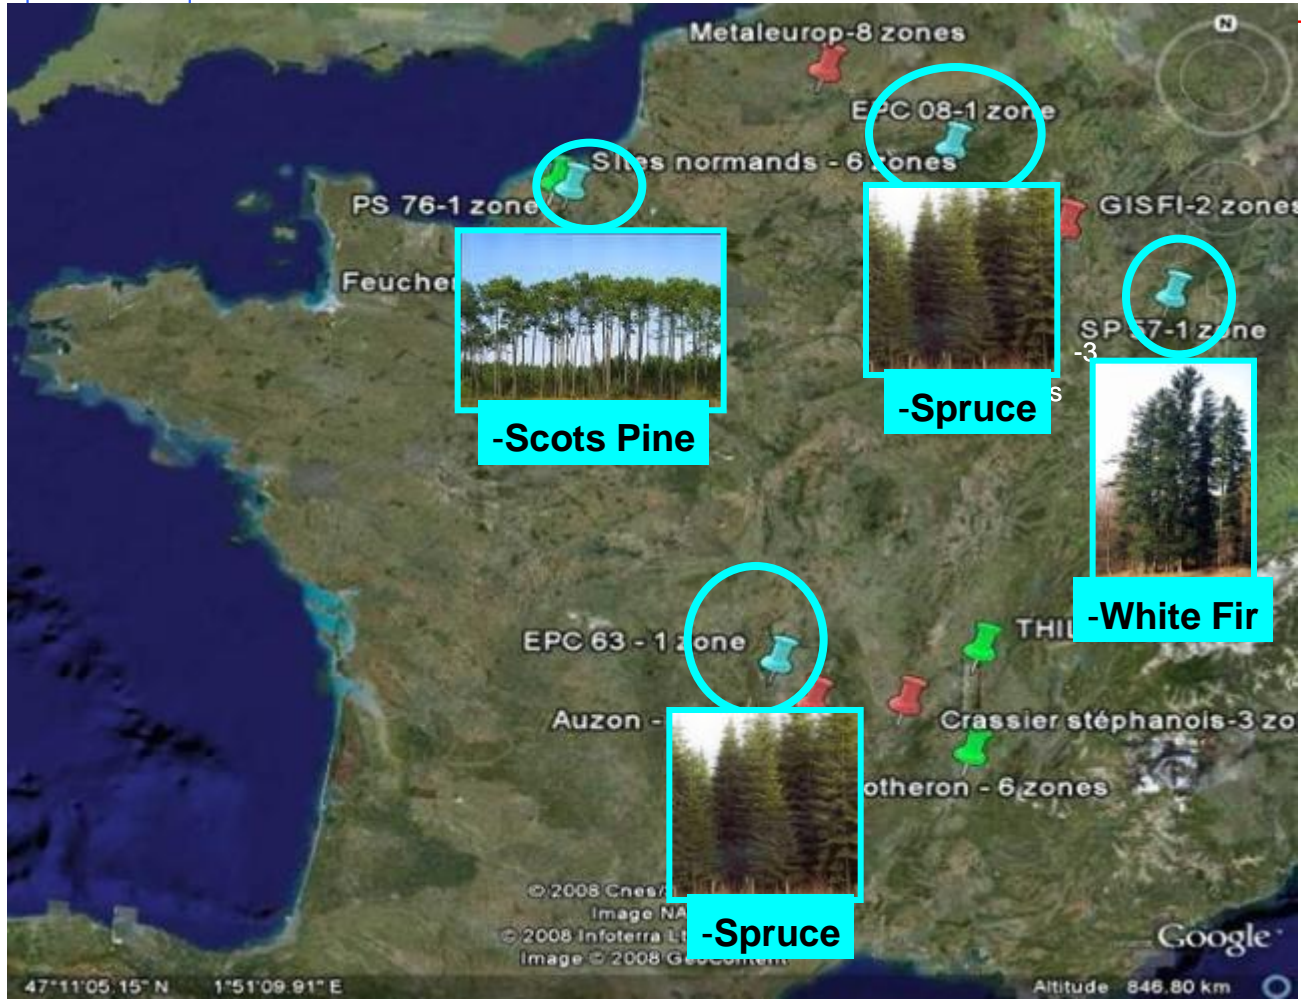 N
Metaleurop-8 zones
EPC 08-1 zone
Sites normands - 6 zones
PS 76-1 zone
GISFI-2 zones
Feucher
SP 57-1 zone
-3
s
-Spruce
-Scots Pine
-White Fir
THIL
EPC 63 - 1 zone
Auzon -
Crassier stéphanois-3 zo
otheron - 6 zones
-Spruce
© 2008 Cnes/
Image NA
© 2008 Infoterra Lt
Image © 2008 GeoContent
Google
47°11'05.15" N 1°51'09.91" E
Altitude 846.80 km